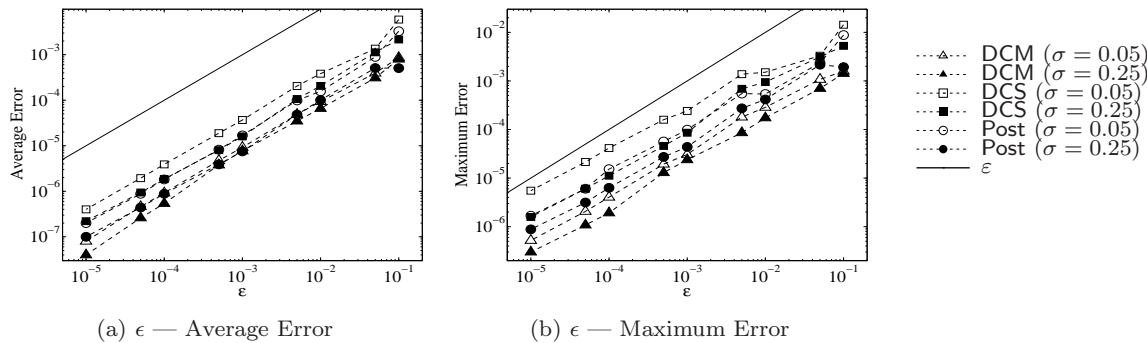 10⁻³
10⁻⁴
10⁻⁵
10⁻⁶
10⁻⁷
Average Error
10⁻⁵ 10⁻⁴ 10⁻³ 10⁻² 10⁻¹
ε
(a) ϵ — Average Error
10⁻²
10⁻³
10⁻⁴
10⁻⁵
10⁻⁶
Maximum Error
10⁻⁵ 10⁻⁴ 10⁻³ 10⁻² 10⁻¹
ε
(b) ϵ — Maximum Error
DCM (σ = 0.05)
DCM (σ = 0.25)
DCS (σ = 0.05)
DCS (σ = 0.25)
Post (σ = 0.05)
Post (σ = 0.25)
ε